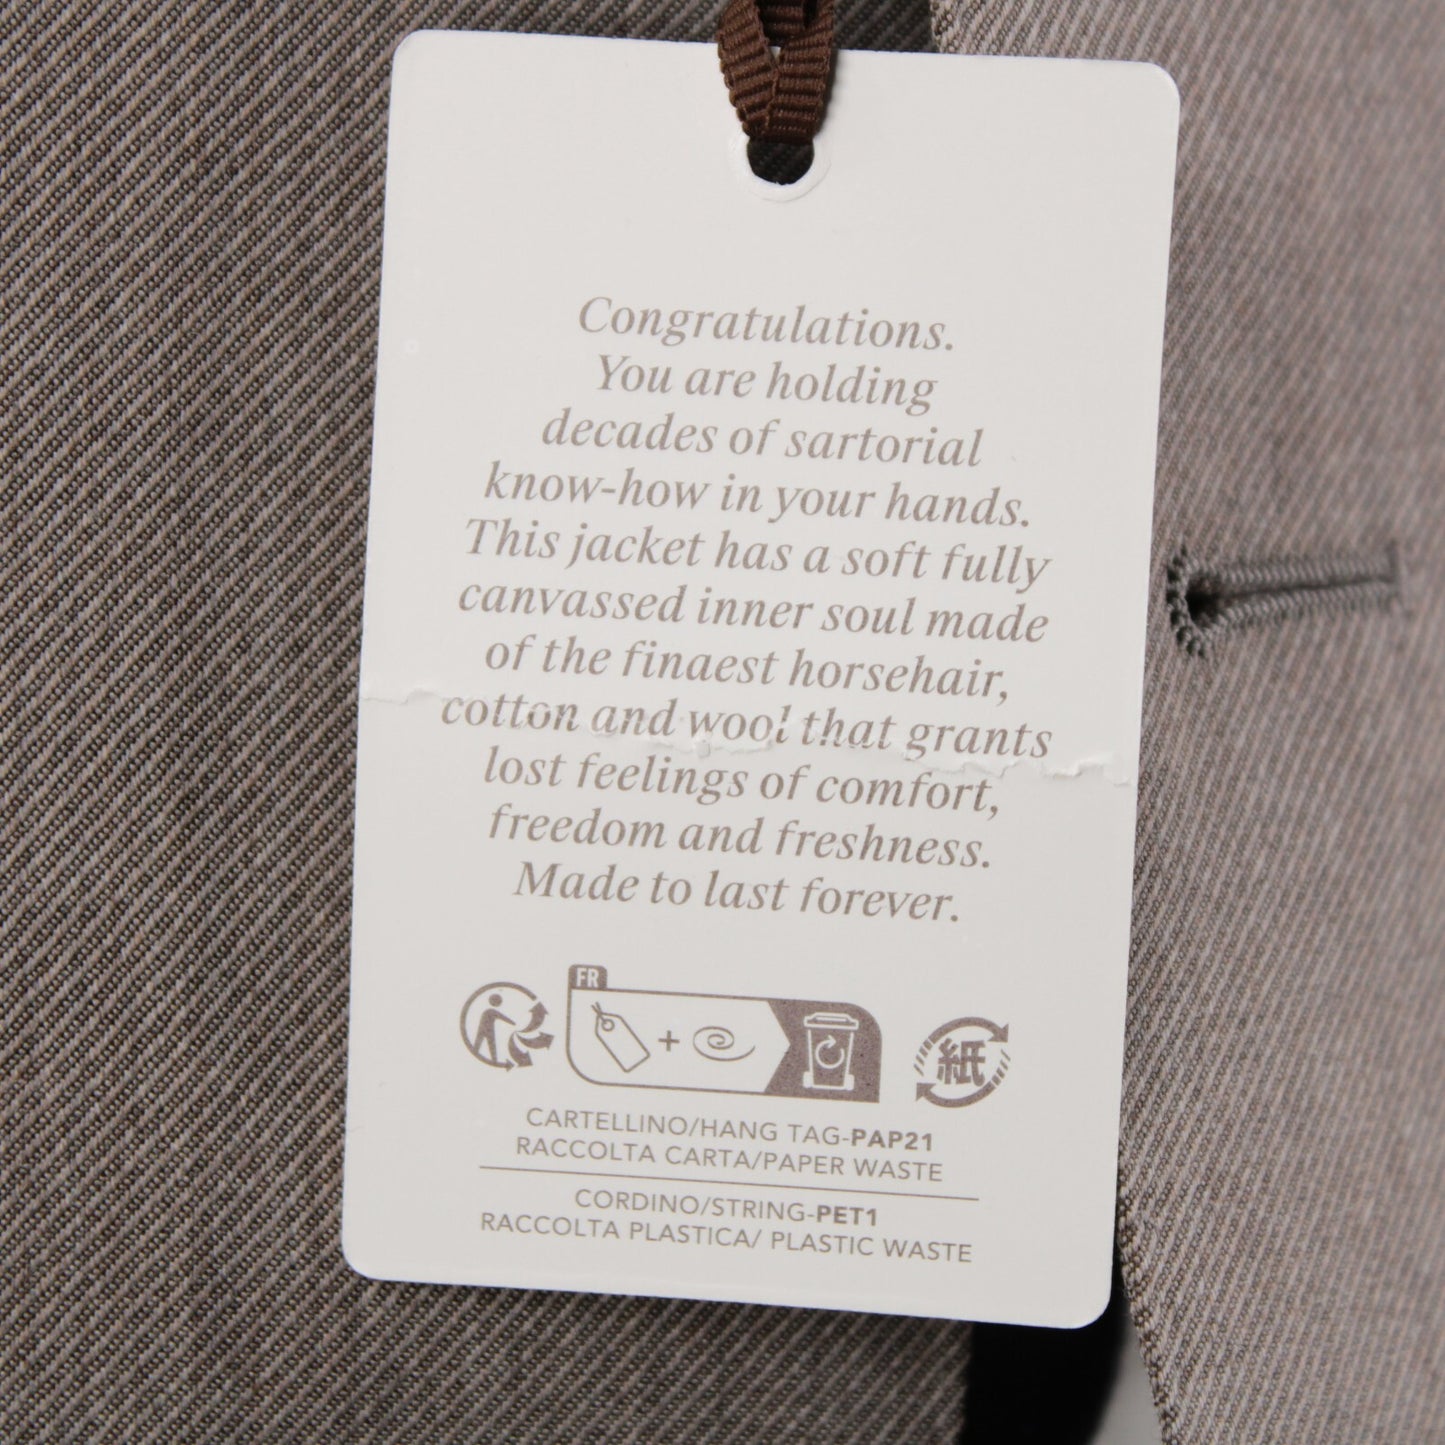 Congratulations.
You are holding
decades of sartorial
know-how in your hands.
This jacket has a soft fully
canvassed inner soul made
of the finaest horsehair,
cotton and wool that grants
lost feelings of comfort,
freedom and freshness.
Made to last forever.
FR
紙
CARTELLINO/HANG TAG-PAP21
RACCOLTA CARTA/PAPER WASTE
CORDINO/STRING-PET1
RACCOLTA PLASTICA/ PLASTIC WASTE